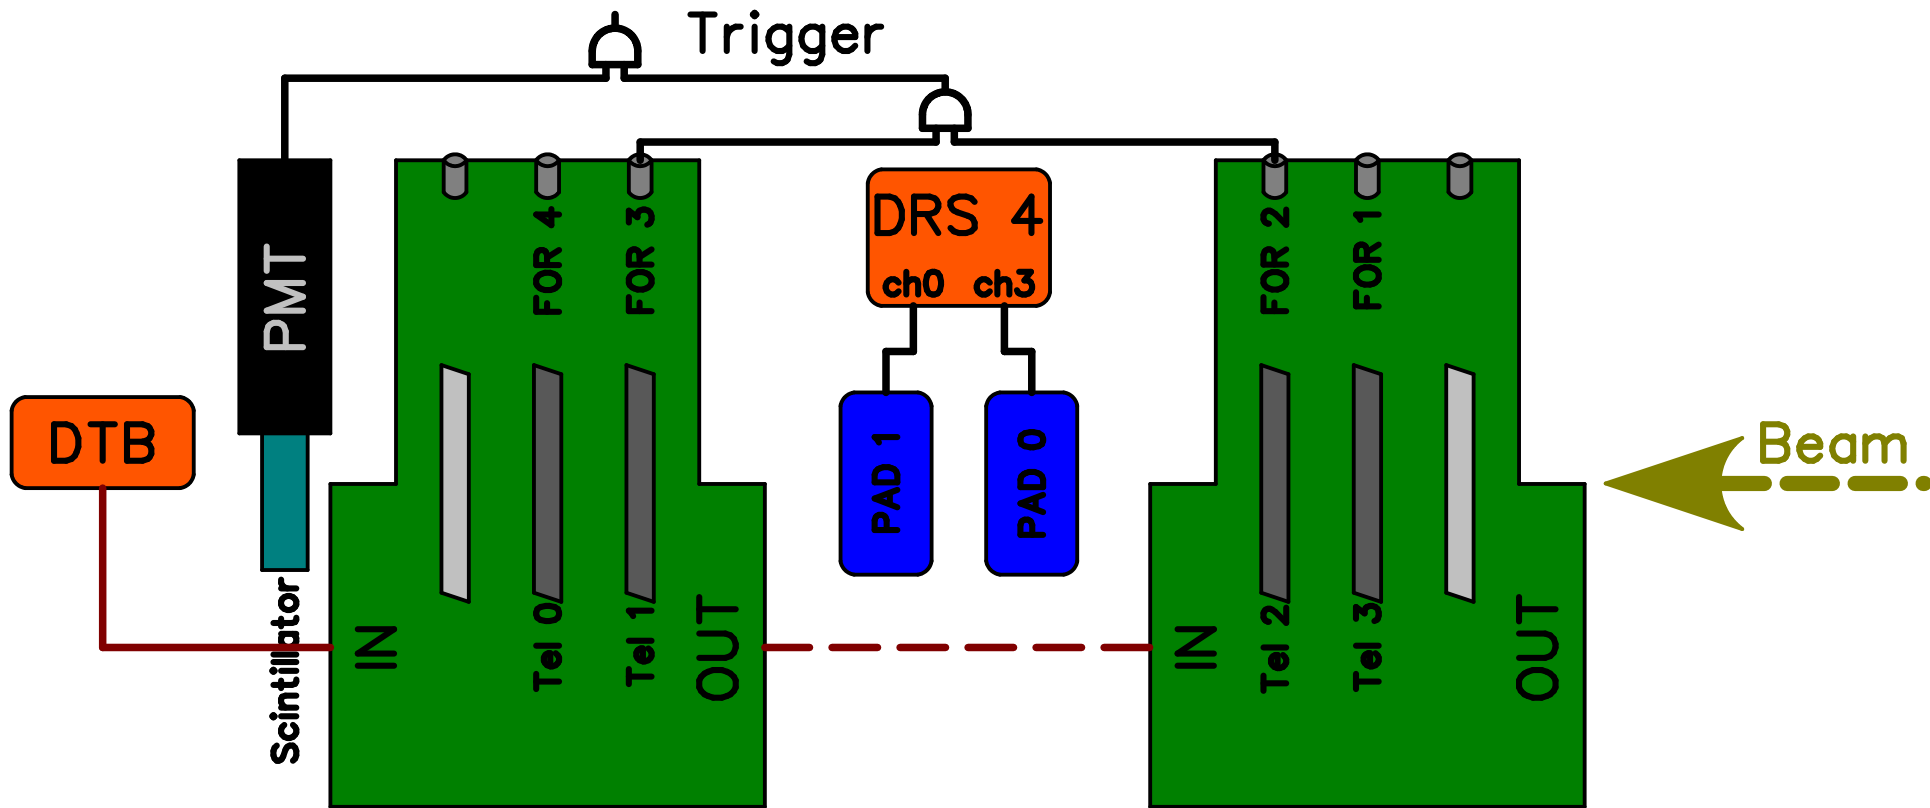 Trigger
DRS 4
ch0 ch3
PMT
FOR 4
FOR 3
FOR 2
FOR 1
DTB
PAD 1
PAD 0
Beam
Scintillator
IN
Tel 0
Tel 1
OUT
IN
Tel 2
Tel 3
OUT